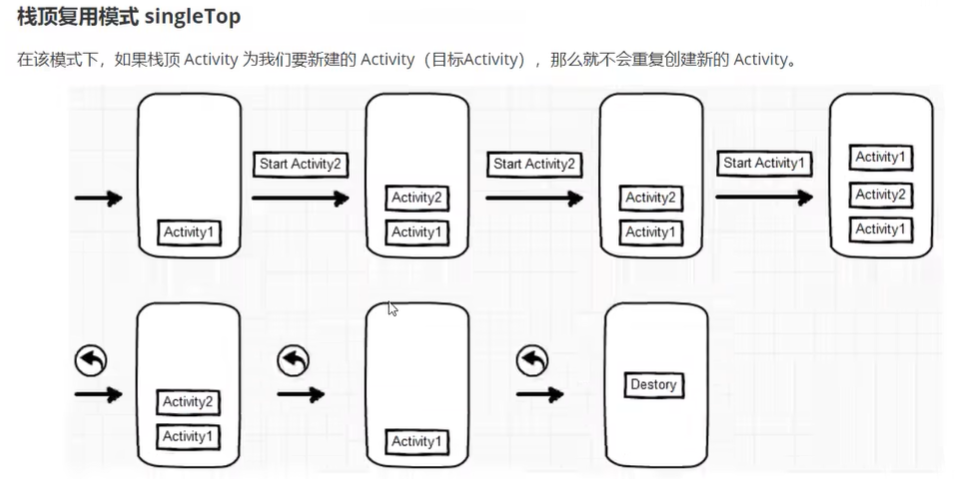 栈顶复用模式 singleTop
在该模式下，如果栈顶 Activity 为我们要新建的 Activity（目标Activity），那么就不会重复创建新的 Activity。
Activity1
Start Activity2
Activity2
Activity1
Start Activity2
Activity2
Activity1
Start Activity1
Activity1
Activity2
Activity1
Activity2
Activity1
Activity1
Destory